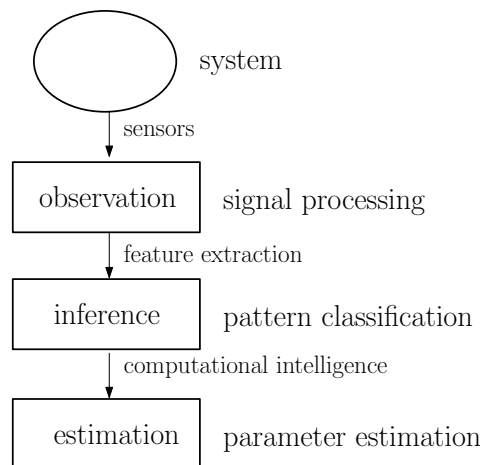 system
sensors
observation
signal processing
feature extraction
inference
pattern classification
computational intelligence
estimation
parameter estimation